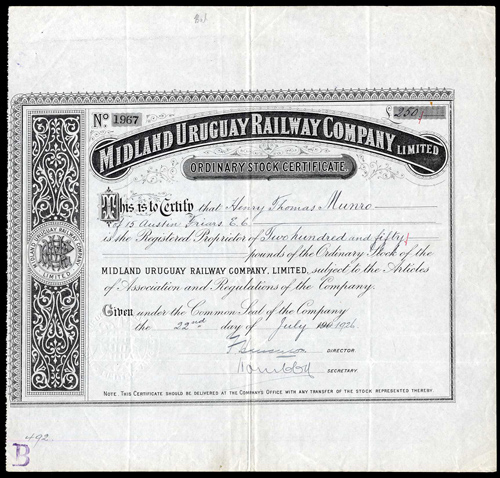 No. 1967
£ 250
MIDLAND URUGUAY RAILWAY COMPANY LIMITED
ORDINARY STOCK CERTIFICATE.
This is to Certify that Henry Thomas Munro
of 13 Austin Friars E.C.
is the Registered Proprietor of Two hundred and fifty
pounds of the Ordinary Stock of the
MIDLAND URUGUAY RAILWAY COMPANY, LIMITED, subject to the Articles
of Association and Regulations of the Company.
Given under the Common Seal of the Company
the 22nd day of July 1926
DIRECTOR
SECRETARY
NOTE. THIS CERTIFICATE SHOULD BE DELIVERED AT THE COMPANY'S OFFICE WITH ANY TRANSFER OF THE STOCK REPRESENTED THEREBY.
492
B